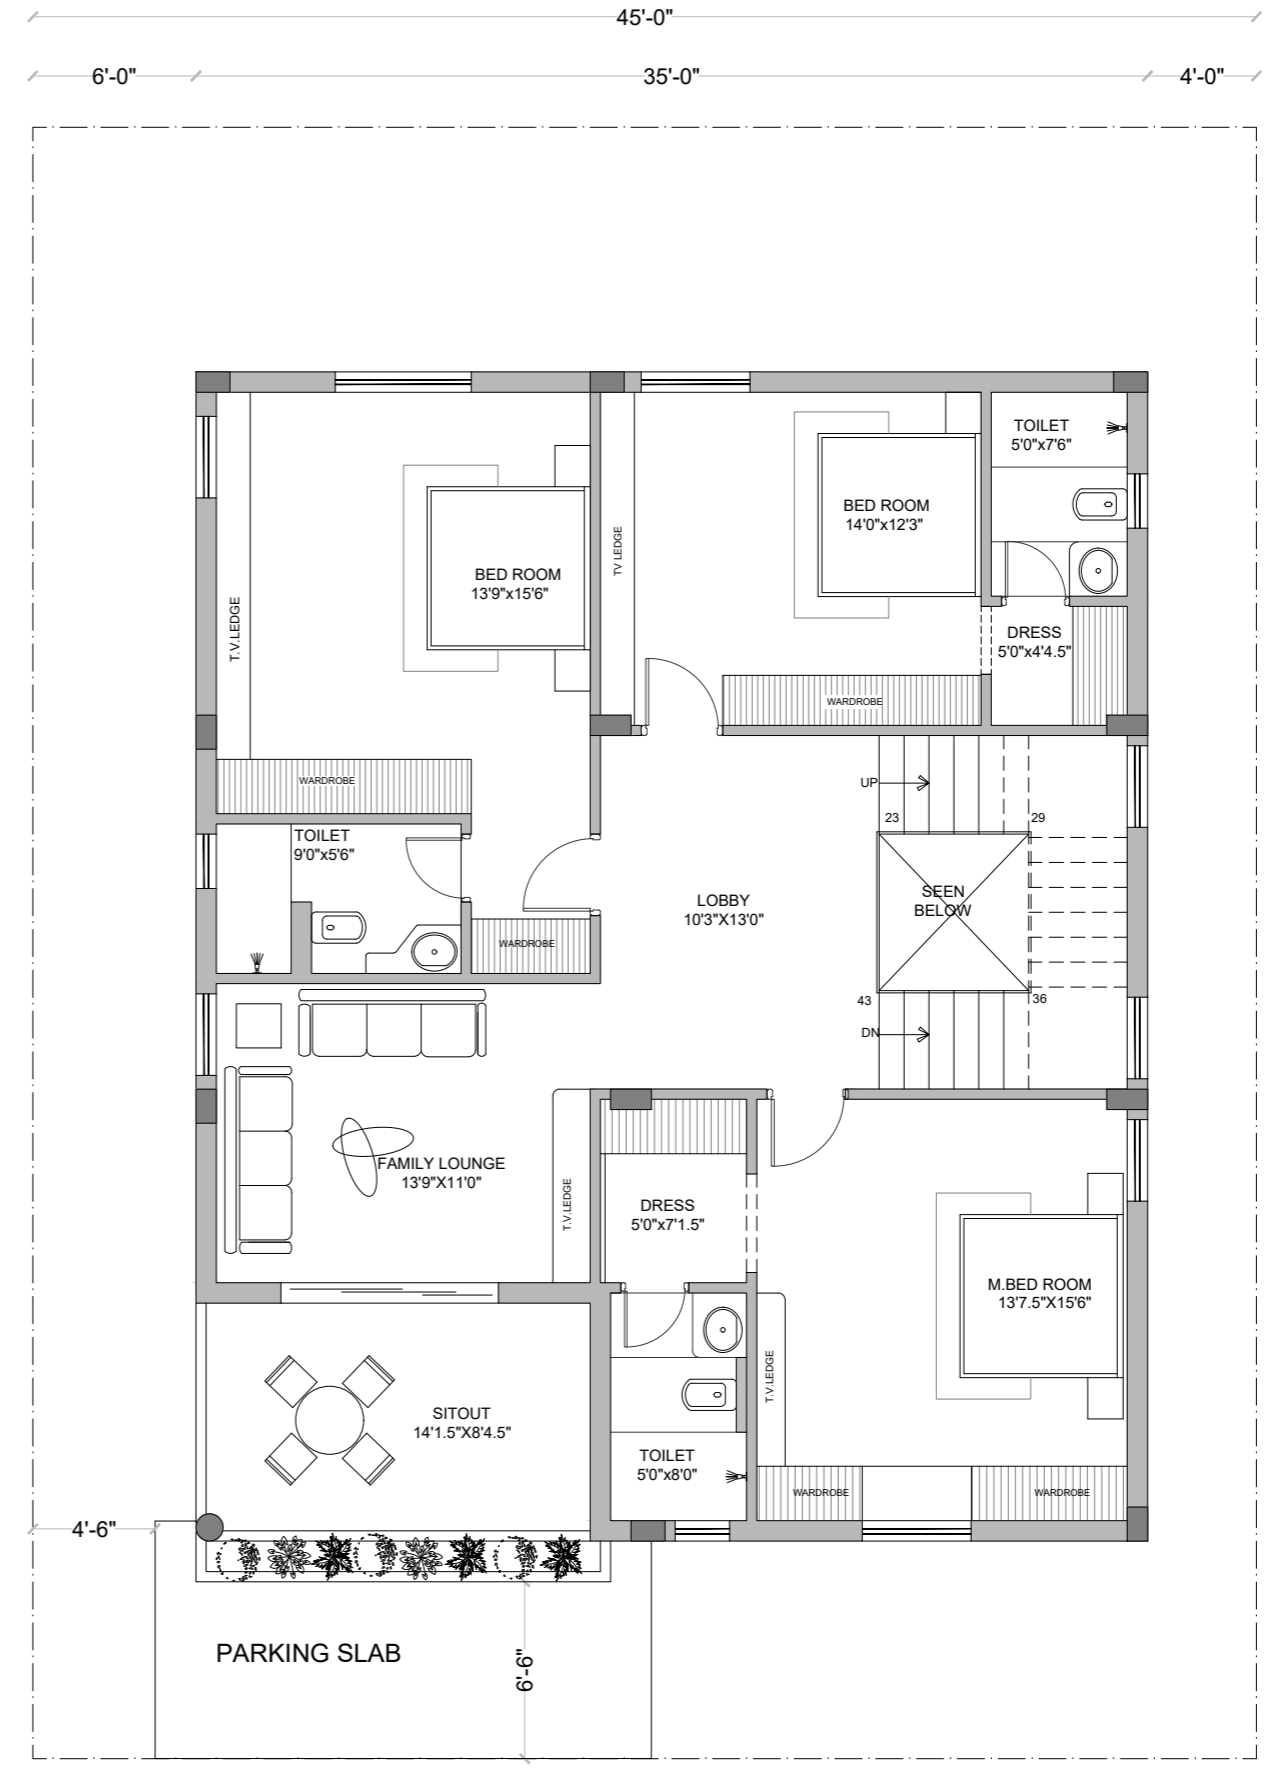 45'-0"
6'-0"
35'-0"
4'-0"
TOILET
5'0"x7'6"
BED ROOM
14'0"x12'3"
TV LEDGE
BED ROOM
13'9"x15'6"
T.V.LEDGE
DRESS
5'0"x4'4.5"
WARDROBE
WARDROBE
UP
23
29
TOILET
9'0"x5'6"
SEEN
BELOW
LOBBY
10'3"X13'0"
WARDROBE
43
36
DN
FAMILY LOUNGE
13'9"X11'0"
T.V.LEDGE
DRESS
5'0"x7'1.5"
M.BED ROOM
13'7.5"X15'6"
T.V.LEDGE
SITOUT
14'1.5"X8'4.5"
TOILET
5'0"x8'0"
WARDROBE
WARDROBE
4'-6"
PARKING SLAB
6'-6"